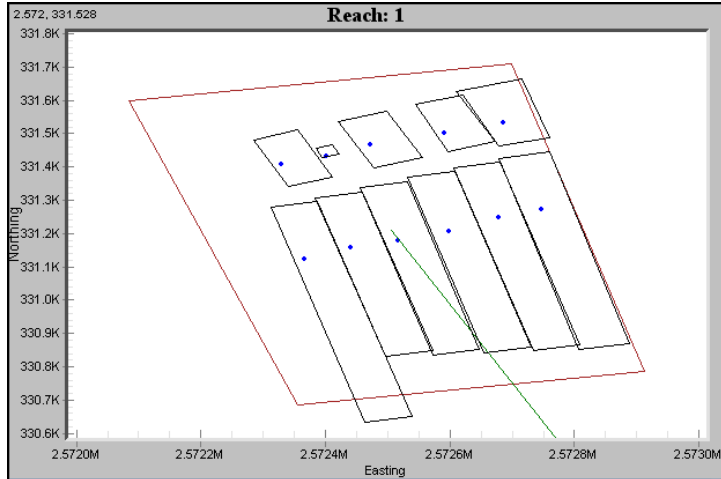 2.572, 331.528
Reach: 1
331.8K
331.7K
331.6K
331.5K
331.4K
331.3K
331.2K
331.1K
331.0K
330.9K
330.8K
330.7K
330.6K
Northing
2.5720M 2.5722M 2.5724M 2.5726M 2.5728M 2.5730M
Easting